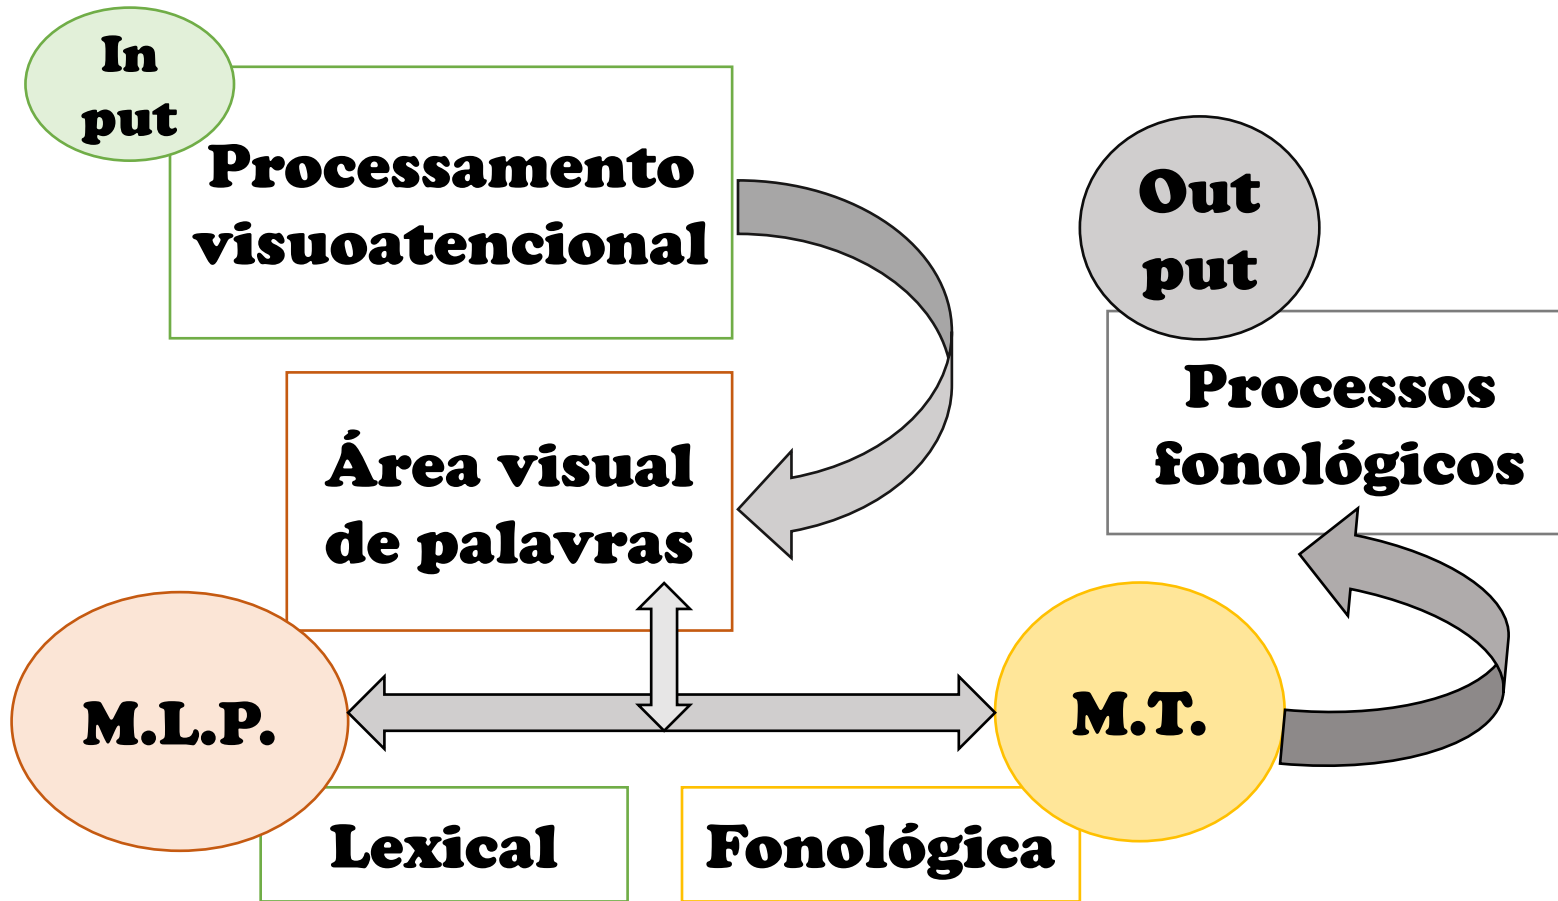 In
put
Processamento
visuoatencional
Out
put
Processos
fonológicos
Área visual
de palavras
M.L.P.
M.T.
Lexical
Fonológica